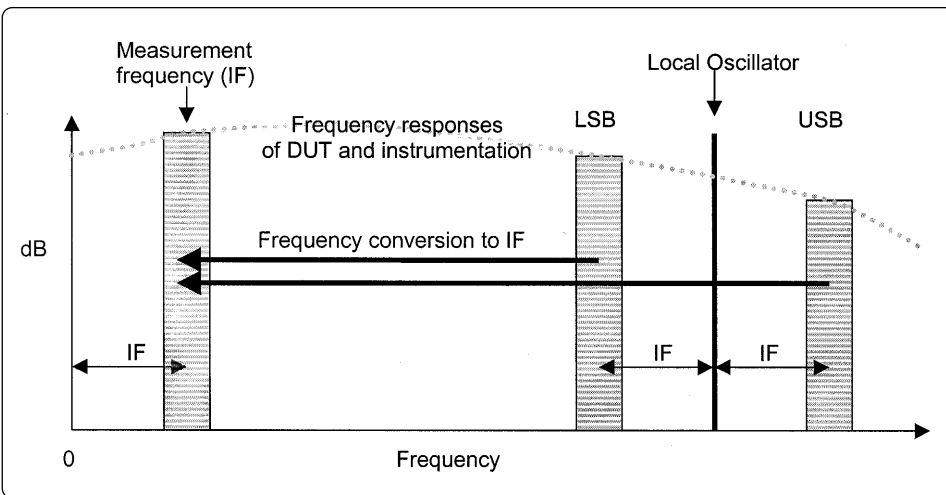 Measurement
frequency (IF)
Local Oscillator
LSB
USB
Frequency responses
of DUT and instrumentation
dB
Frequency conversion to IF
IF
IF
IF
0
Frequency